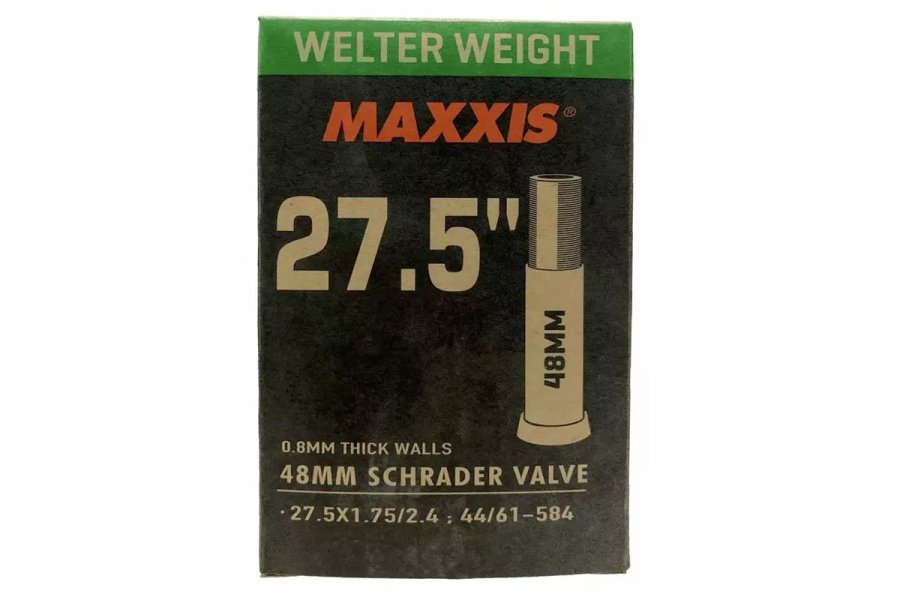 WELTER WEIGHT
MAXXIS®
27.5"
48MM
0.8MM THICK WALLS
48MM SCHRADER VALVE
·27.5X1.75/2.4 ; 44/61-584